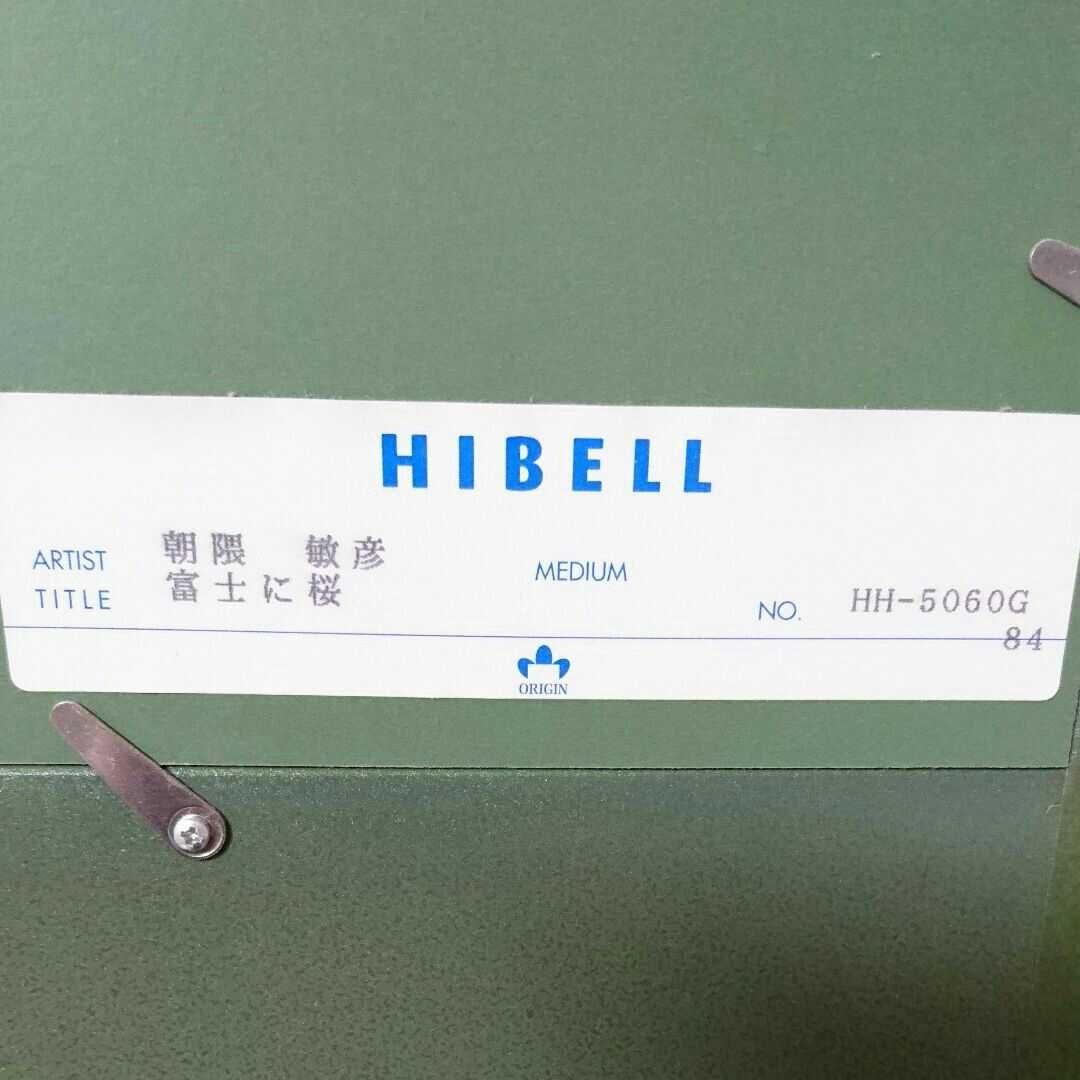 HIBELL
ARTIST 朝隈 敏彦
TITLE 富士に桜
MEDIUM
NO. HH-5060G
84
ORIGIN